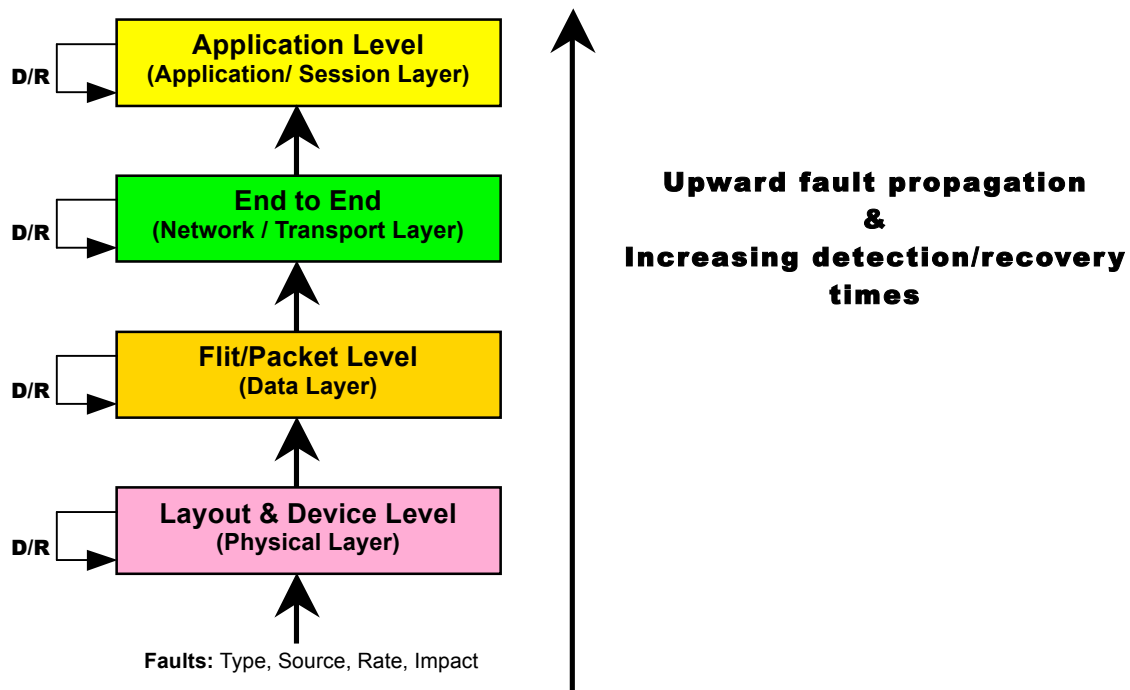 Application Level
(Application/ Session Layer)
D/R
End to End
(Network / Transport Layer)
D/R
Flit/Packet Level
(Data Layer)
D/R
Layout & Device Level
(Physical Layer)
D/R
Faults: Type, Source, Rate, Impact
Upward fault propagation
&
Increasing detection/recovery
times